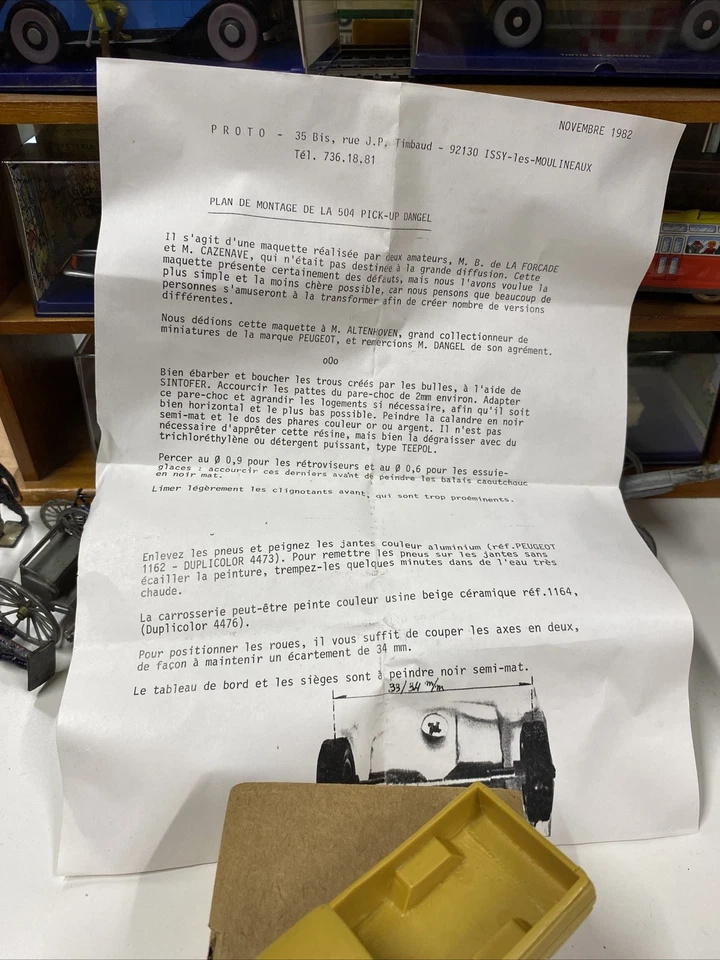 NOVEMBRE 1982
PROTO - 35 Bis, rue J.P. Timbaud - 92130 ISSY-les-MOULINEAUX
Tél. 736.18.81
PLAN DE MONTAGE DE LA 504 PICK-UP DANGEL
Il s'agit d'une maquette réalisée par deux amateurs, M. B. de LA FORCADE
et M. CAZENAVE, qui n'était pas destinée à la grande diffusion. Cette
maquette présente certainement des défauts, mais nous l'avons voulue la
plus simple et la moins chère possible, car nous pensons que beaucoup de
personnes s'amuseront à la transformer afin de créer nombre de versions
différentes.
Nous dédions cette maquette à M. ALTENHOVEN, grand collectionneur de
miniatures de la marque PEUGEOT, et remercions M. DANGEL de son agrément.
oOo
Bien ébarber et boucher les trous créés par les bulles, à l'aide de
SINTOFER. Accourcir les pattes du pare-choc de 2mm environ. Adapter
ce pare-choc et agrandir les logements si nécessaire, afin qu'il soit
bien horizontal et le plus bas possible. Peindre la calandre en noir
semi-mat et le dos des phares couleur or ou argent. Il n'est pas
nécessaire d'apprêter cette résine, mais bien la dégraisser avec du
trichloréthylène ou détergent puissant, type TEEPOL.
Percer au Ø 0,9 pour les rétroviseurs et au Ø 0,6 pour les essuie-
glaces : accourcir ces derniers avant de peindre les balais caoutchouc
en noir mat.
Limer légèrement les clignotants avant, qui sont trop proéminents.
Enlevez les pneus et peignez les jantes couleur aluminium (réf.PEUGEOT
1162 - DUPLICOLOR 4473). Pour remettre les pneus sur les jantes sans
écailler la peinture, trempez-les quelques minutes dans de l'eau très
chaude.
La carrosserie peut-être peinte couleur usine beige céramique réf.1164,
(Duplicolor 4476).
Pour positionner les roues, il vous suffit de couper les axes en deux,
de façon à maintenir un écartement de 34 mm.
Le tableau de bord et les sièges sont à peindre noir semi-mat.
33/34 m/m